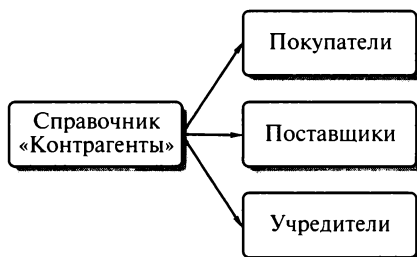 Покупатели
Справочник
«Контрагенты»
Поставщики
Учредители